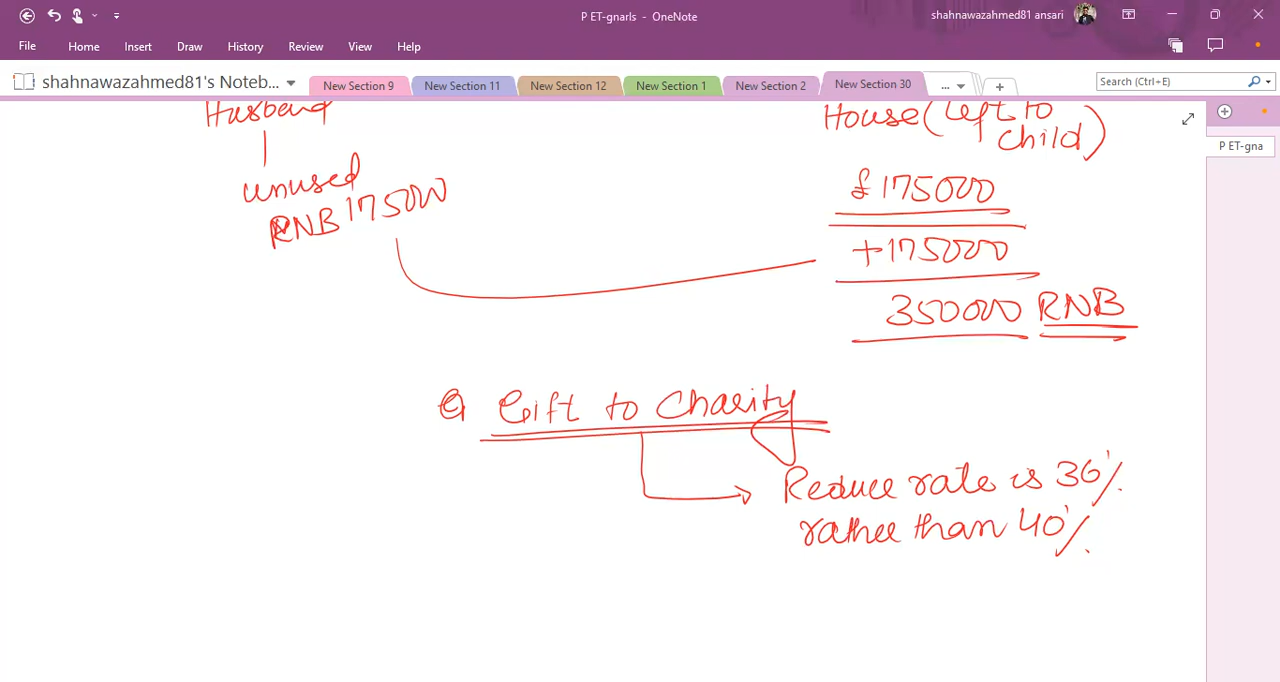 P ET-gnarls - OneNote
shahnawazahmed81 ansari
File
Home
Insert
Draw
History
Review
View
Help
shahnawazahmed81's Noteb...
New Section 9
New Section 11
New Section 12
New Section 1
New Section 2
New Section 30
...
Search (Ctrl+E)
P ET-gna
Husband
unused
RNB 175000
House (Left to
child)
£175000
+175000
350000 RNB
G Gift to Charity
Reduce rate is 36%
rather than 40%.